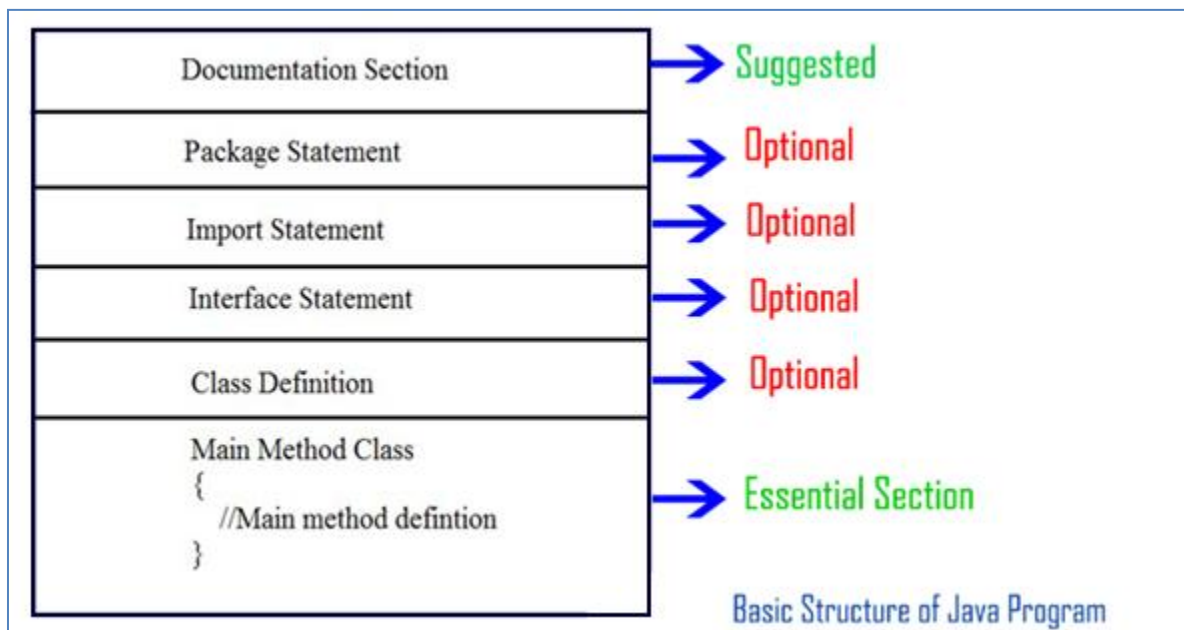 Documentation Section
Suggested
Package Statement
Optional
Import Statement
Optional
Interface Statement
Optional
Class Definition
Optional
Main Method Class
{
//Main method defintion
}
Essential Section
Basic Structure of Java Program